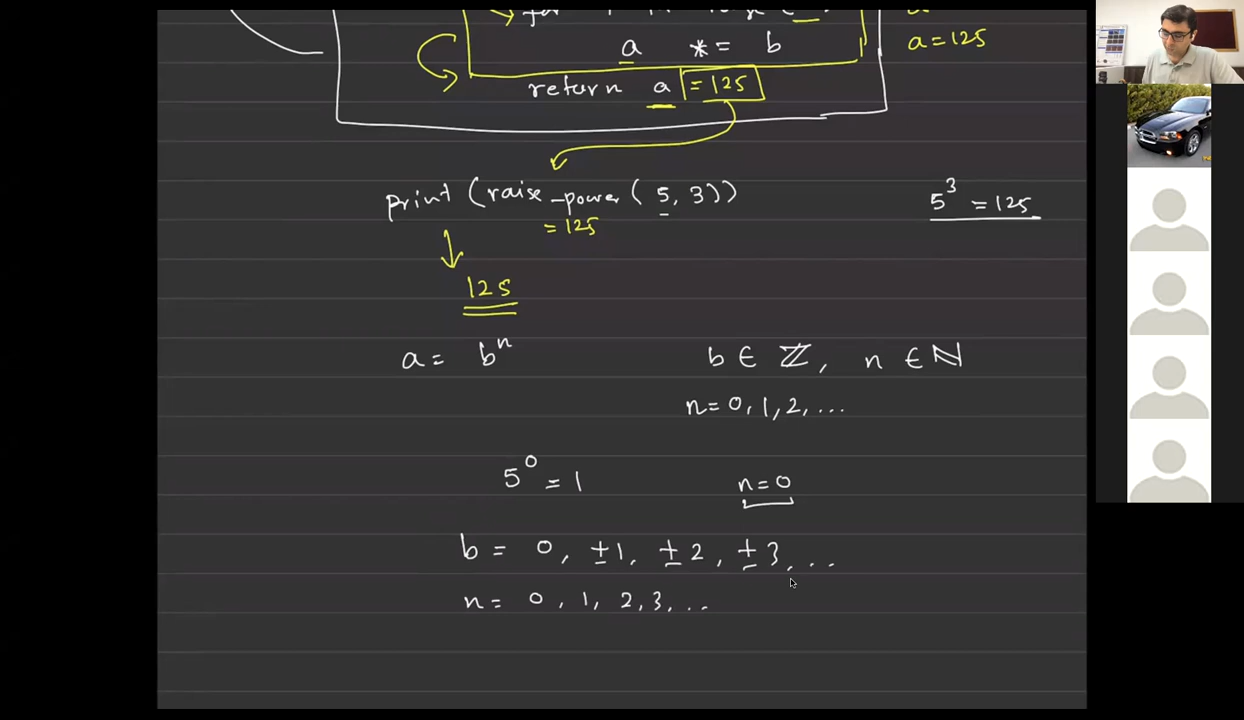 a = 125
a *= b
return a = 125
print (raise_power( 5, 3))
= 125
5³ = 125
125
a = bⁿ
b ∈ ℤ, n ∈ ℕ
n = 0, 1, 2, ...
5⁰ = 1
n = 0
b = 0, ±1, ±2, ±3, ...
n = 0, 1, 2, 3, ...